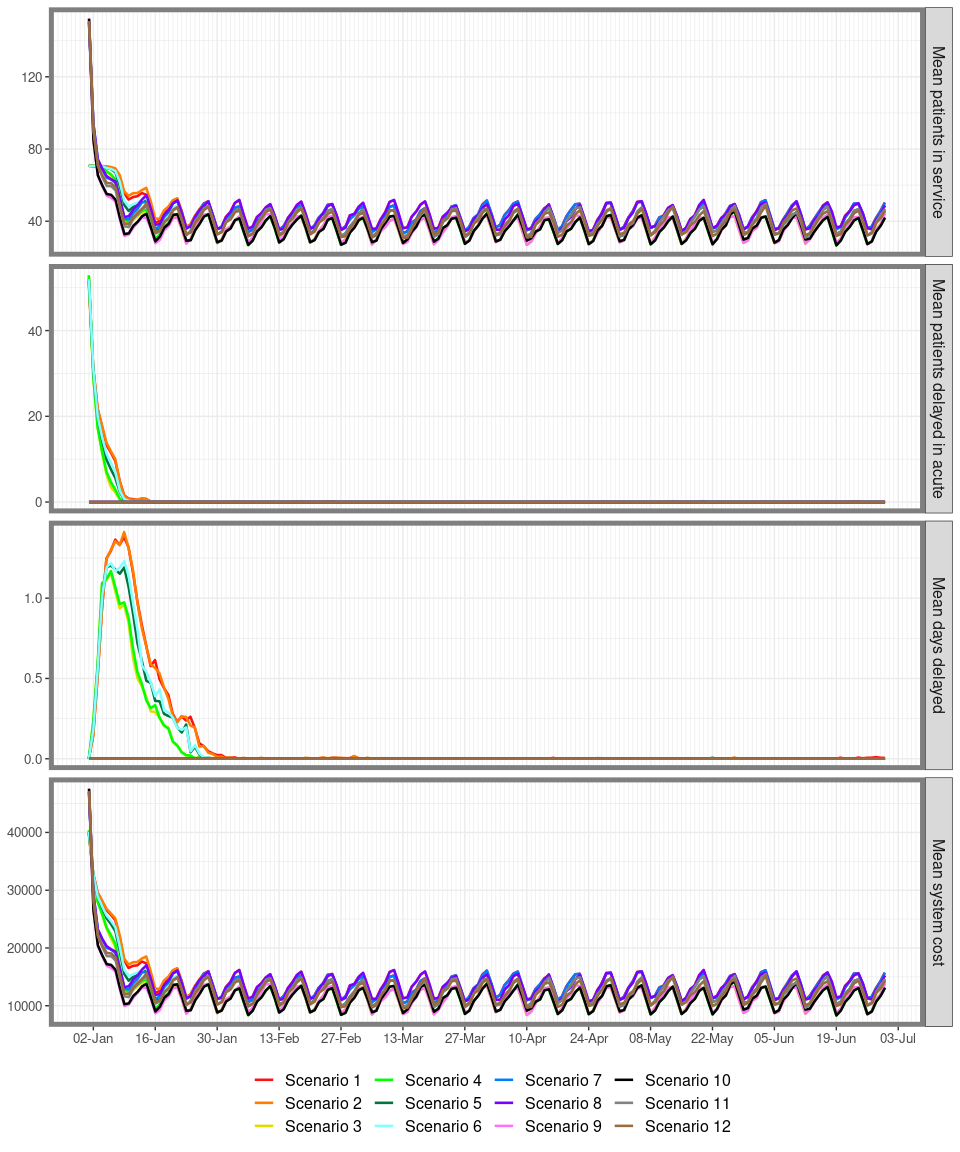 120
80
40
Mean patients in service
40
20
0
Mean patients delayed in acute
1.0
0.5
0.0
Mean days delayed
40000
30000
20000
10000
Mean system cost
02-Jan 16-Jan 30-Jan 13-Feb 27-Feb 13-Mar 27-Mar 10-Apr 24-Apr 08-May 22-May 05-Jun 19-Jun 03-Jul
Scenario 1 Scenario 4 Scenario 7 Scenario 10
Scenario 2 Scenario 5 Scenario 8 Scenario 11
Scenario 3 Scenario 6 Scenario 9 Scenario 12